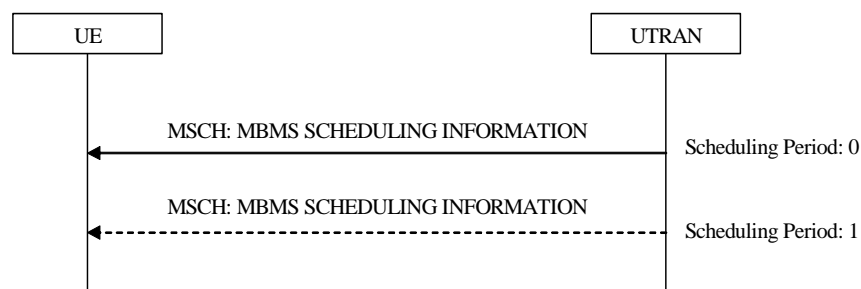 UE
UTRAN
MSCH: MBMS SCHEDULING INFORMATION
Scheduling Period: 0
MSCH: MBMS SCHEDULING INFORMATION
Scheduling Period: 1